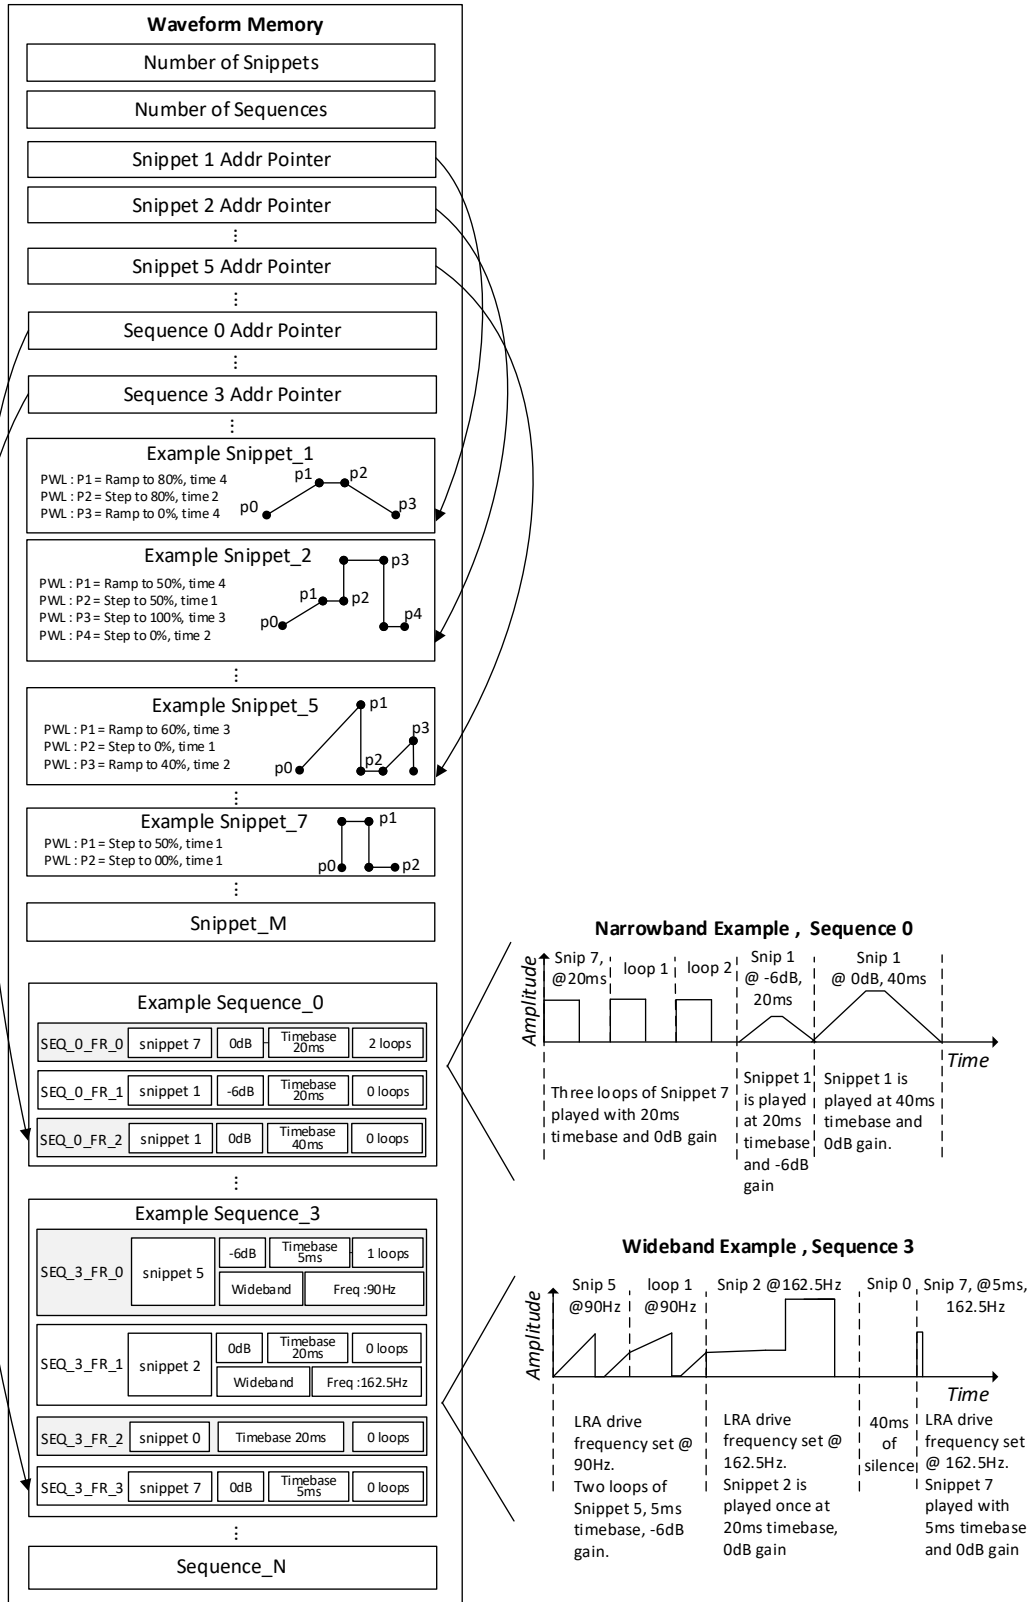 Waveform Memory
Number of Snippets
Number of Sequences
Snippet 1 Addr Pointer
Snippet 2 Addr Pointer
⋮
Snippet 5 Addr Pointer
⋮
Sequence 0 Addr Pointer
⋮
Sequence 3 Addr Pointer
⋮
Example Snippet_1
PWL : P1 = Ramp to 80%, time 4
PWL : P2 = Step to 80%, time 2
PWL : P3 = Ramp to 0%, time 4
p0
p1
p2
p3
Example Snippet_2
PWL : P1 = Ramp to 50%, time 4
PWL : P2 = Step to 50%, time 1
PWL : P3 = Step to 100%, time 3
PWL : P4 = Step to 0%, time 2
p0
p1
p2
p3
p4
⋮
Example Snippet_5
PWL : P1 = Ramp to 60%, time 3
PWL : P2 = Step to 0%, time 1
PWL : P3 = Ramp to 40%, time 2
p0
p1
p2
p3
⋮
Example Snippet_7
PWL : P1 = Step to 50%, time 1
PWL : P2 = Step to 00%, time 1
p0
p1
p2
⋮
Snippet_M
Example Sequence_0
SEQ_0_FR_0 snippet 7 0dB Timebase 20ms 2 loops
SEQ_0_FR_1 snippet 1 -6dB Timebase 20ms 0 loops
SEQ_0_FR_2 snippet 1 0dB Timebase 40ms 0 loops
⋮
Example Sequence_3
SEQ_3_FR_0 snippet 5 -6dB Timebase 5ms 1 loops
Wideband Freq :90Hz
SEQ_3_FR_1 snippet 2 0dB Timebase 20ms 0 loops
Wideband Freq :162.5Hz
SEQ_3_FR_2 snippet 0 Timebase 20ms 0 loops
SEQ_3_FR_3 snippet 7 0dB Timebase 5ms 0 loops
⋮
Sequence_N
Narrowband Example , Sequence 0
Amplitude
Snip 7,
@20ms
loop 1
loop 2
Snip 1
@ -6dB,
20ms
Snip 1
@ 0dB, 40ms
Time
Three loops of Snippet 7
played with 20ms
timebase and 0dB gain
Snippet 1
is played
at 20ms
timebase
and -6dB
gain
Snippet 1 is
played at 40ms
timebase and
0dB gain.
Wideband Example , Sequence 3
Amplitude
Snip 5
@90Hz
loop 1
@90Hz
Snip 2 @162.5Hz
Snip 0
Snip 7, @5ms,
162.5Hz
Time
LRA drive
frequency set @
90Hz.
Two loops of
Snippet 5, 5ms
timebase, -6dB
gain.
LRA drive
frequency set @
162.5Hz.
Snippet 2 is
played once at
20ms timebase,
0dB gain
40ms
of
silence
LRA drive
frequency set
@ 162.5Hz.
Snippet 7
played with
5ms timebase
and 0dB gain